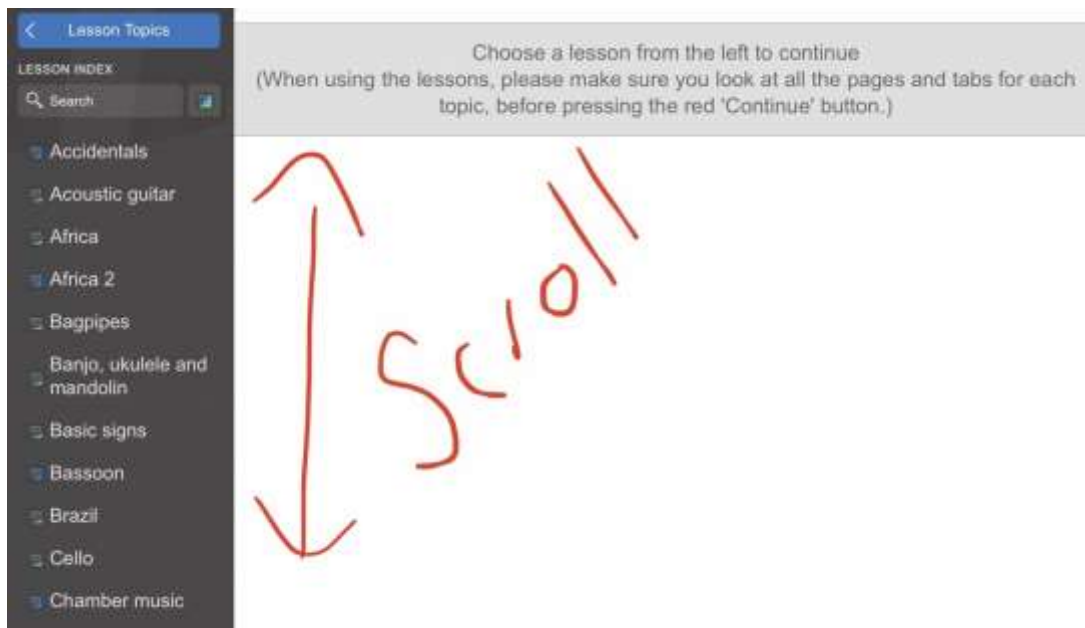 Lesson Topics
LESSON INDEX
Search
Accidentals
Acoustic guitar
Africa
Africa 2
Bagpipes
Banjo, ukulele and
mandolin
Basic signs
Bassoon
Brazil
Cello
Chamber music
Choose a lesson from the left to continue
(When using the lessons, please make sure you look at all the pages and tabs for each
topic, before pressing the red 'Continue' button.)
Scroll